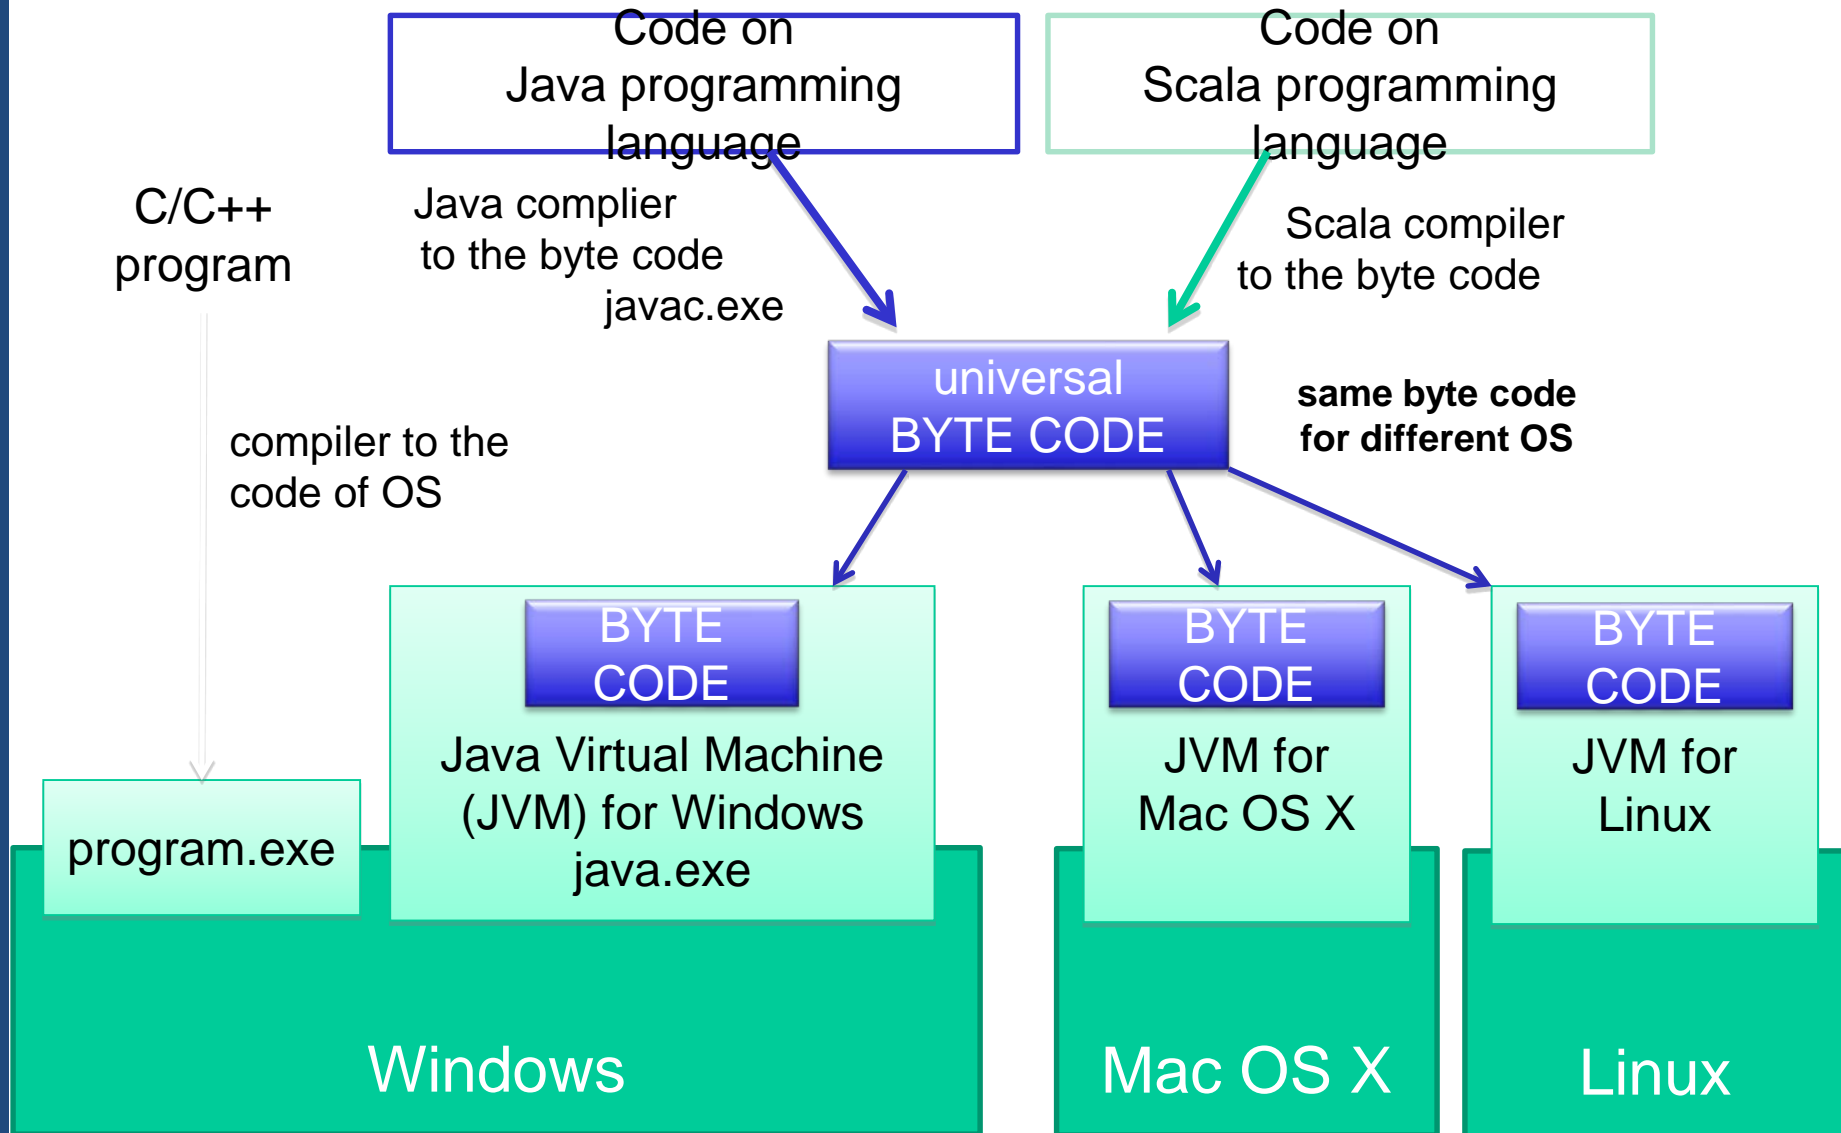 Code on
Java programming
language
Code on
Scala programming
language
C/C++
program
Java complier
to the byte code
javac.exe
Scala compiler
to the byte code
universal
BYTE CODE
same byte code
for different OS
compiler to the
code of OS
BYTE
CODE
Java Virtual Machine
(JVM) for Windows
java.exe
BYTE
CODE
JVM for
Mac OS X
BYTE
CODE
JVM for
Linux
program.exe
Windows
Mac OS X
Linux